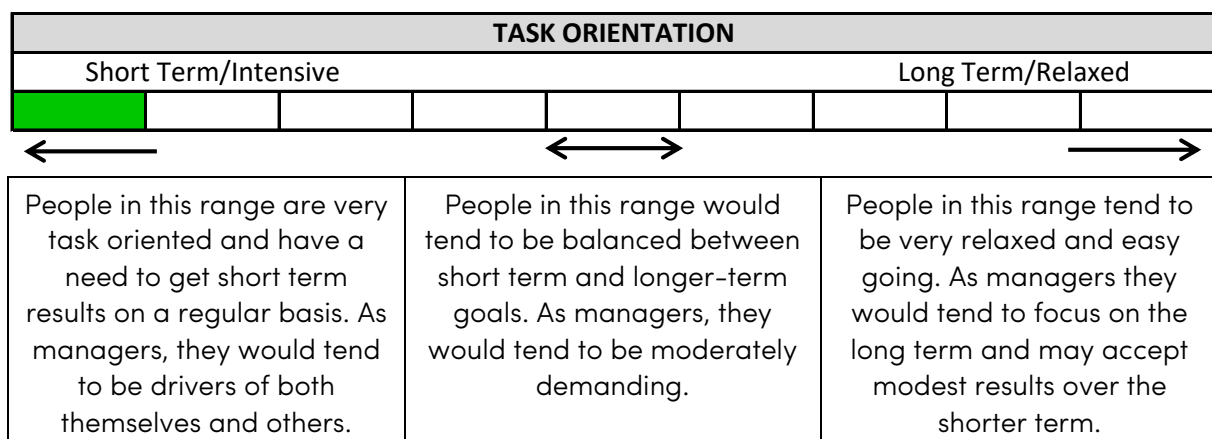 TASK ORIENTATION
Short Term/Intensive
Long Term/Relaxed
People in this range are very
task oriented and have a
need to get short term
results on a regular basis. As
managers, they would tend
to be drivers of both
themselves and others.
People in this range would
tend to be balanced between
short term and longer-term
goals. As managers, they
would tend to be moderately
demanding.
People in this range tend to
be very relaxed and easy
going. As managers they
would tend to focus on the
long term and may accept
modest results over the
shorter term.